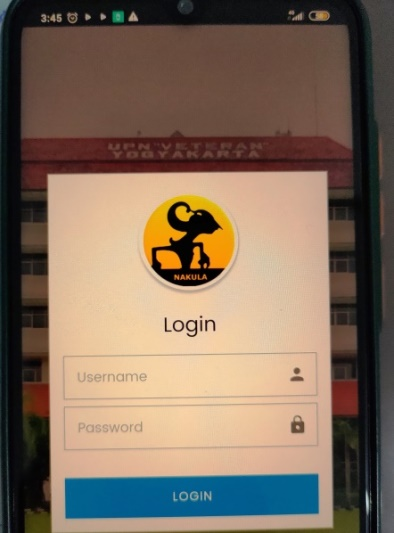 3:45
UPN "VETERAN"
YOGYAKARTA
NAKULA
Login
Username
Password
LOGIN